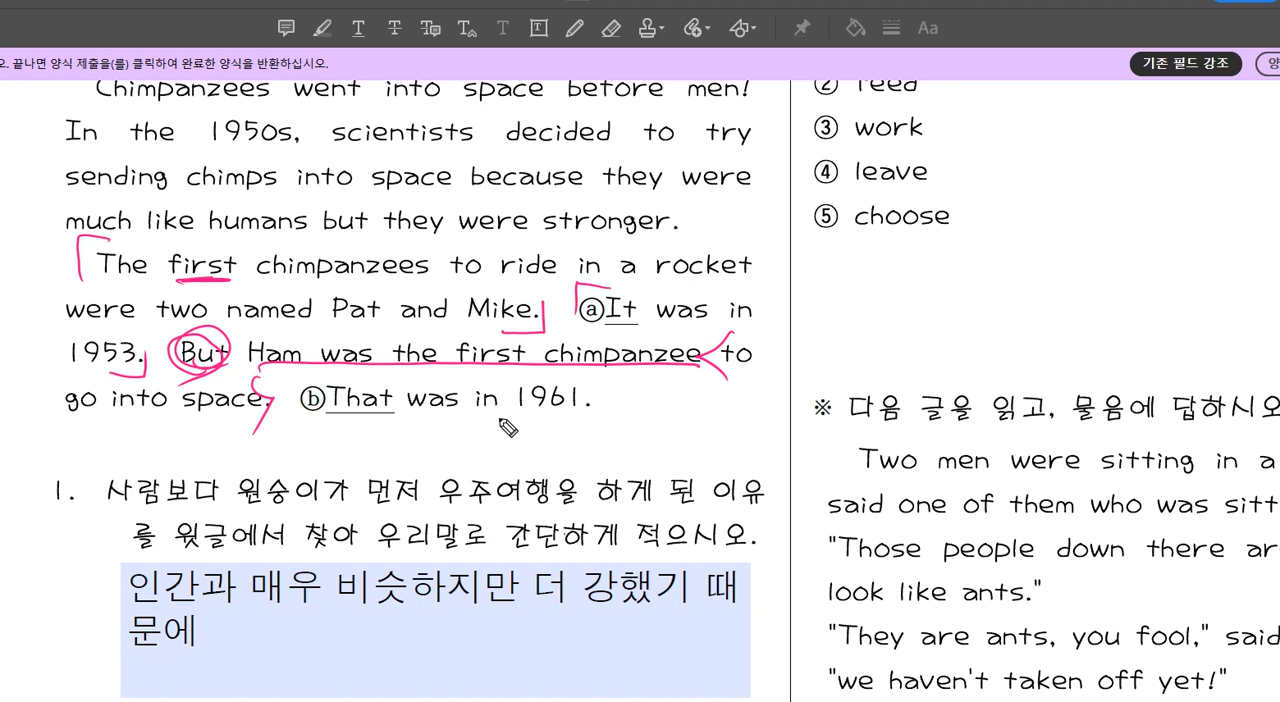 오. 끝나면 양식 제출을(를) 클릭하여 완료한 양식을 반환하십시오.
기존 필드 강조
Chimpanzees went into space before men!
In the 1950s, scientists decided to try
sending chimps into space because they were
much like humans but they were stronger.
The first chimpanzees to ride in a rocket
were two named Pat and Mike. ⓐIt was in
1953. But Ham was the first chimpanzee to
go into space. ⓑThat was in 1961.
1. 사람보다 원숭이가 먼저 우주여행을 하게 된 이유
를 윗글에서 찾아 우리말로 간단하게 적으시오.
인간과 매우 비슷하지만 더 강했기 때
문에
② feed
③ work
④ leave
⑤ choose
※ 다음 글을 읽고, 물음에 답하시오
Two men were sitting in a
said one of them who was sitt
"Those people down there ar
look like ants."
"They are ants, you fool," said
"we haven't taken off yet!"